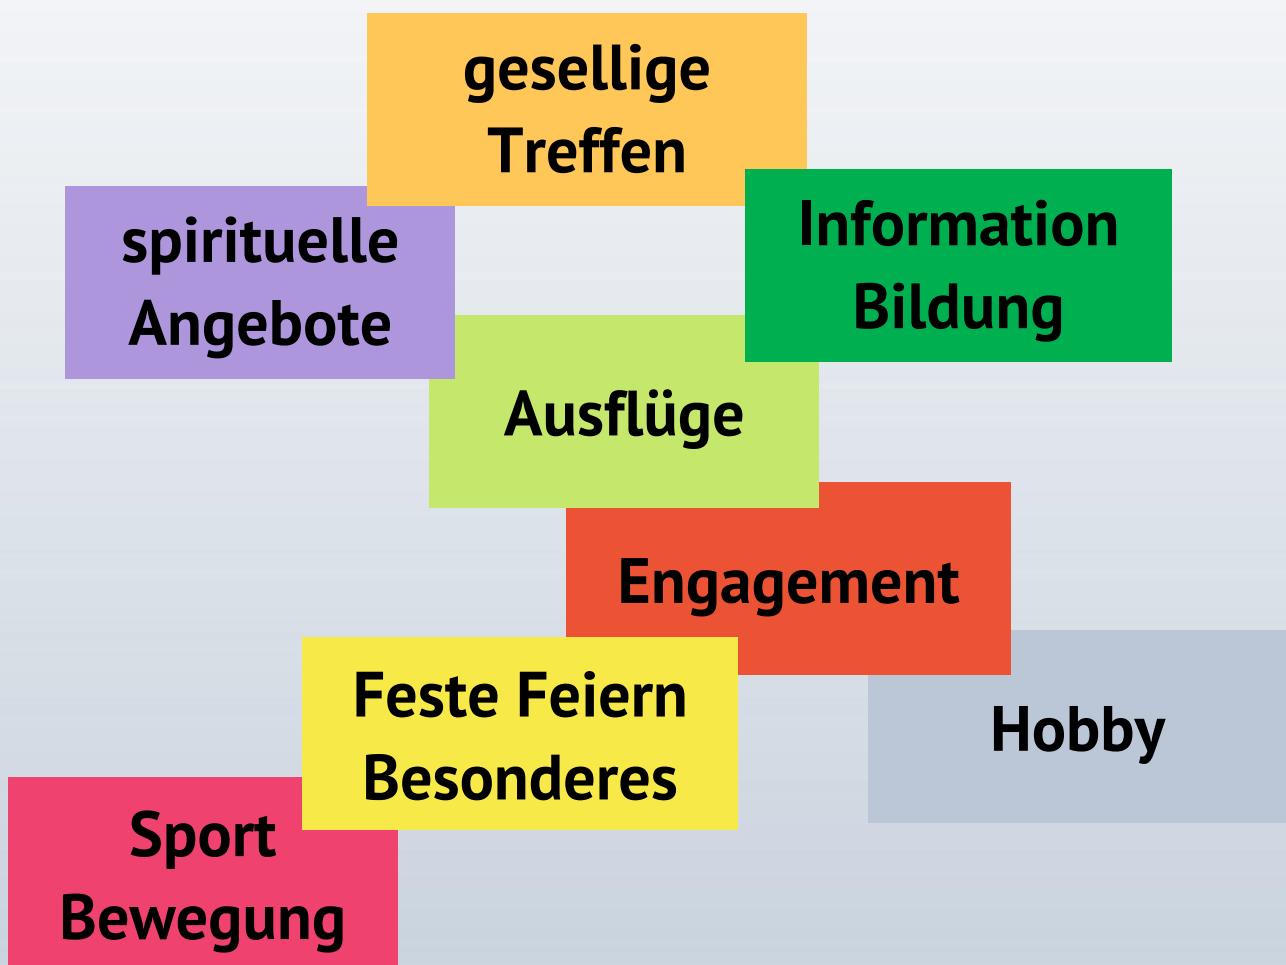 gesellige
Treffen
spirituelle
Angebote
Information
Bildung
Ausflüge
Engagement
Feste Feiern
Besonderes
Hobby
Sport
Bewegung